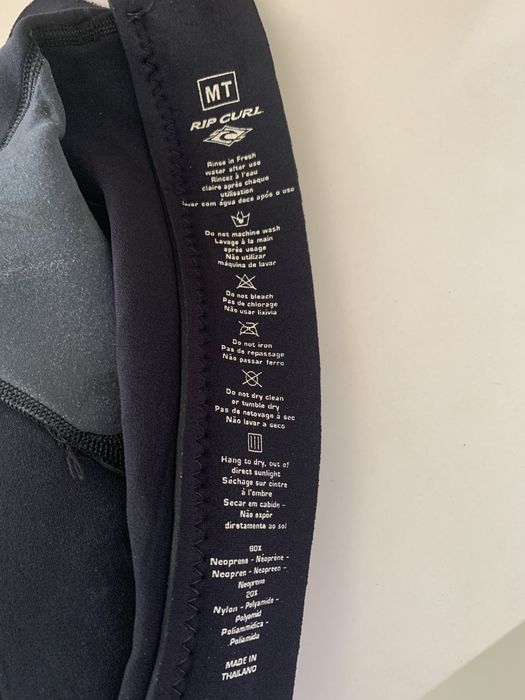 MT
RIP CURL
Rinse in Fresh
water after use
Rincez à l'eau
claire après chaque
utilisation
com água doce após o uso
Do not machine wash
Lavage à la main
après usage
Não utilizar
máquina de lavar
Do not bleach
Pas de chlorage
Não usar lixívia
Do not iron
Pas de repassage
Não passar ferro
Do not dry clean
or tumble dry
Pas de netoyage à sec
Não lavar a seco
Hang to dry, out of
direct sunlight
Séchage sur cintre
à l'ombre
Secar em cabide -
Não expôr
diretamente ao sol
80%
Neoprene - Néoprène -
Neopren - Neopreen -
Neoprene
20%
Nylon - Polyamide -
Polyamid
Poliammidica -
Poliamida
MADE IN
THAILAND